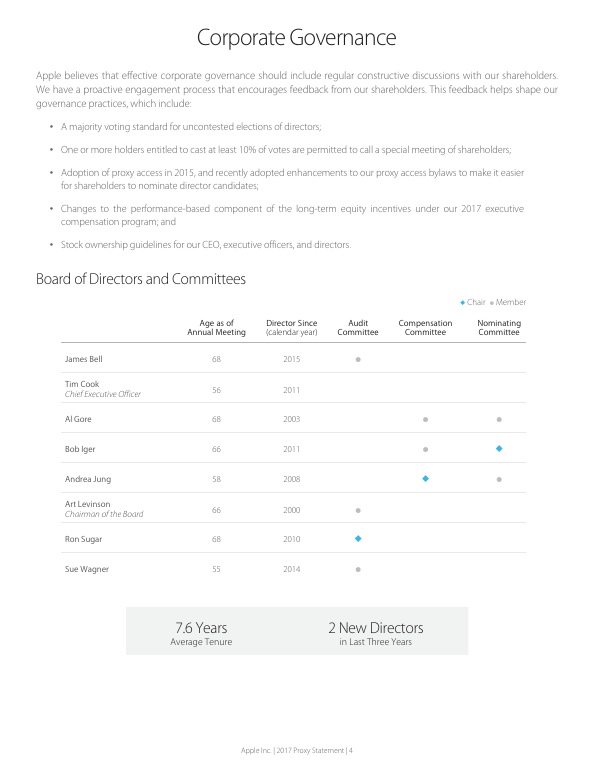 Corporate Governance
Apple believes that effective corporate governance should include regular constructive discussions with our shareholders.
We have a proactive engagement process that encourages feedback from our shareholders. This feedback helps shape our
governance practices, which include:
• A majority voting standard for uncontested elections of directors;
• One or more holders entitled to cast at least 10% of votes are permitted to call a special meeting of shareholders;
• Adoption of proxy access in 2015, and recently adopted enhancements to our proxy access bylaws to make it easier
for shareholders to nominate director candidates;
• Changes to the performance-based component of the long-term equity incentives under our 2017 executive
compensation program; and
• Stock ownership guidelines for our CEO, executive officers, and directors.
Board of Directors and Committees
◆ Chair ● Member
Age as of Director Since Audit Compensation Nominating
Annual Meeting (calendar year) Committee Committee Committee
James Bell 68 2015 ●
Tim Cook
Chief Executive Officer 56 2011
Al Gore 68 2003 ● ●
Bob Iger 66 2011 ● ◆
Andrea Jung 58 2008 ◆ ●
Art Levinson
Chairman of the Board 66 2000 ●
Ron Sugar 68 2010 ◆
Sue Wagner 55 2014 ●
7.6 Years 2 New Directors
Average Tenure in Last Three Years
Apple Inc. | 2017 Proxy Statement | 4